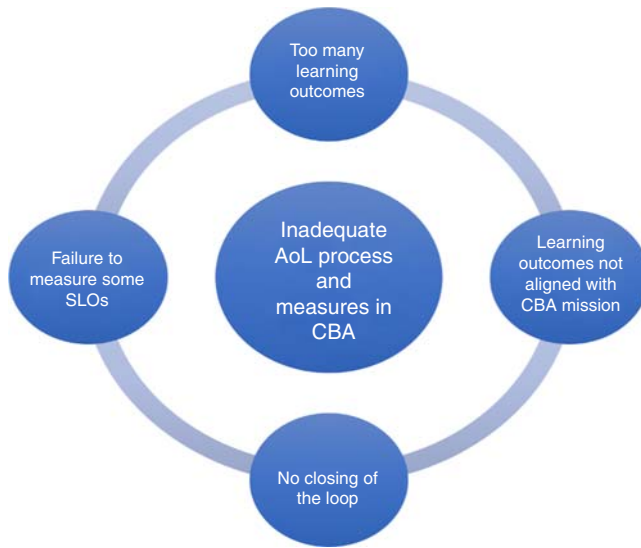 Too many
learning
outcomes
Inadequate
AoL process
and
measures in
CBA
Failure to
measure some
SLOs
Learning
outcomes not
aligned with
CBA mission
No closing of
the loop